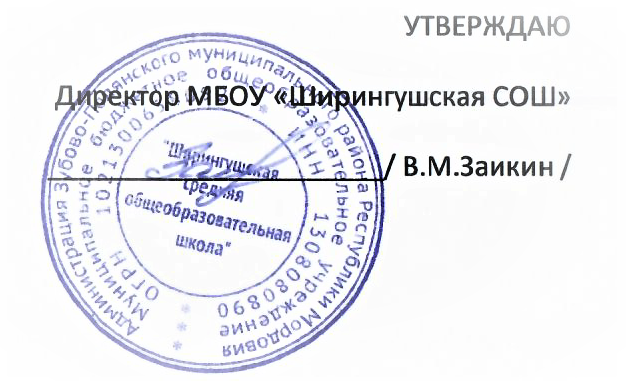 УТВЕРЖДАЮ
Директор МБОУ «Ширингушская СОШ»
/ В.М.Заикин /
Администрация Зубово-Полянского муниципального района Республики Мордовия
Муниципальное бюджетное общеобразовательное учреждение
ИНН 1308080890
ОГРН
"Ширингушская
средняя
общеобразовательная
школа"